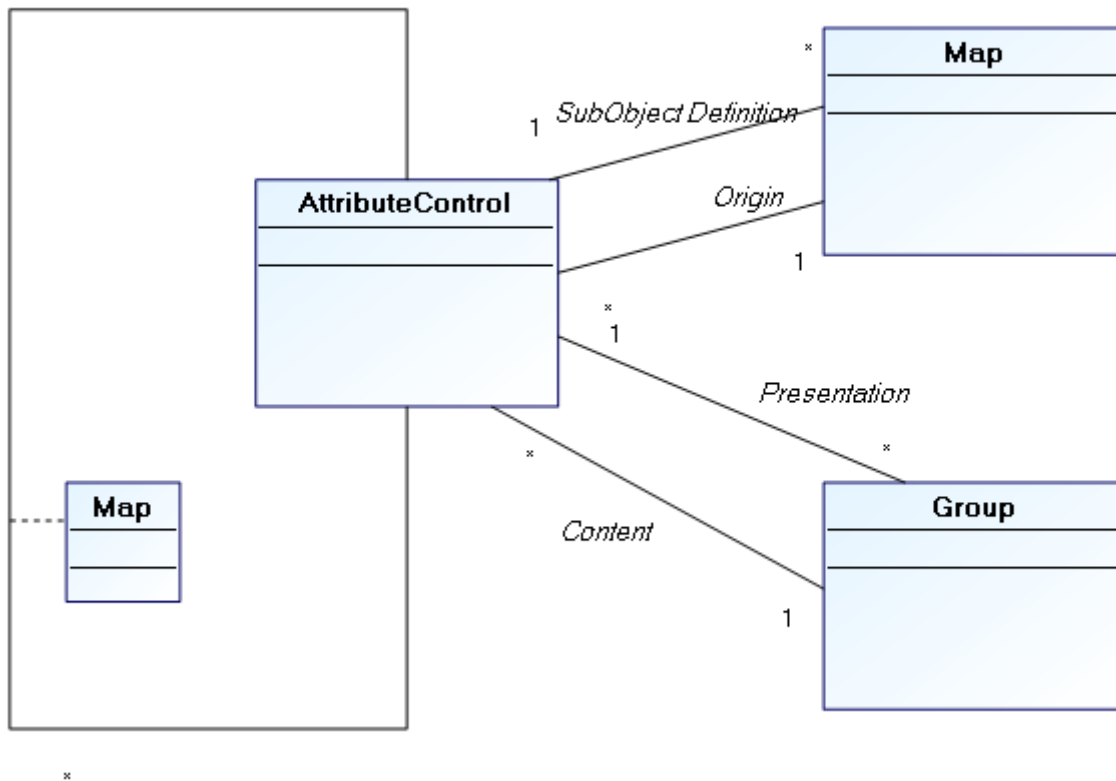 *
Map
SubObject Definition
1
AttributeControl
Origin
1
*
1
Presentation
*
*
Map
Group
Content
1
*